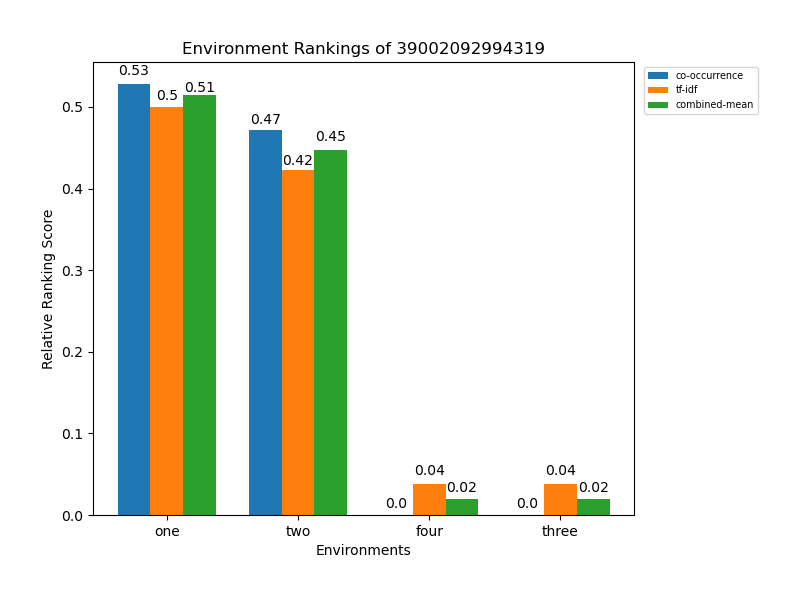 Environment Rankings of 39002092994319
co-occurrence
tf-idf
combined-mean
Relative Ranking Score
0.5
0.4
0.3
0.2
0.1
0.0
0.53
0.5
0.51
0.47
0.42
0.45
0.0
0.04
0.02
0.0
0.04
0.02
one two four three
Environments